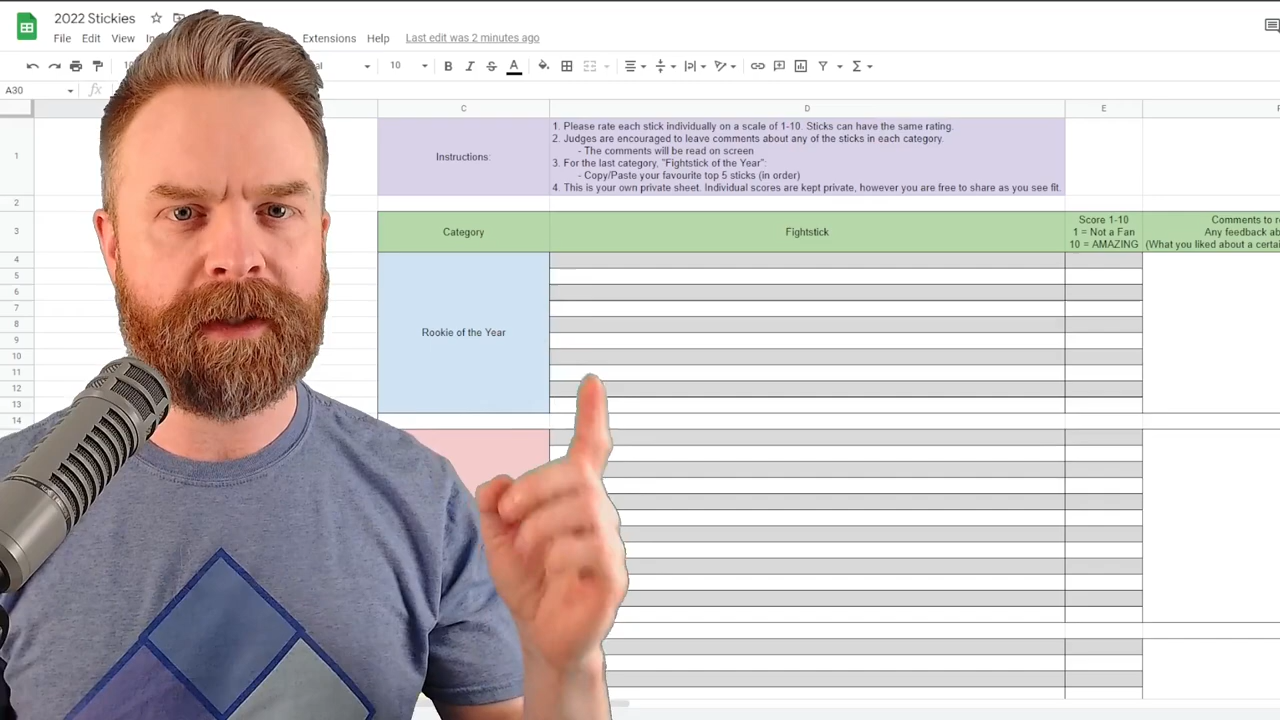 2022 Stickies
File Edit View Extensions Help Last edit was 2 minutes ago
10 B I S A
A30 fx
C D E
1 Instructions: 1. Please rate each stick individually on a scale of 1-10 Sticks can have the same rating.
2. Judges are encouraged to leave comments about any of the sticks in each category.
- The comments will be read on screen
3. For the last category, "Fightstick of the Year":
- Copy/Paste your favourite top 5 sticks (in order)
4. This is your own private sheet. Individual scores are kept private, however you are free to share as you see fit.
2
3 Category Fightstick Score 1-10
1 = Not a Fan
10 = AMAZING
Comments to
Any feedback
(What you liked about a
4
5
6
7
8
9
Rookie of the Year
10
11
12
13
14